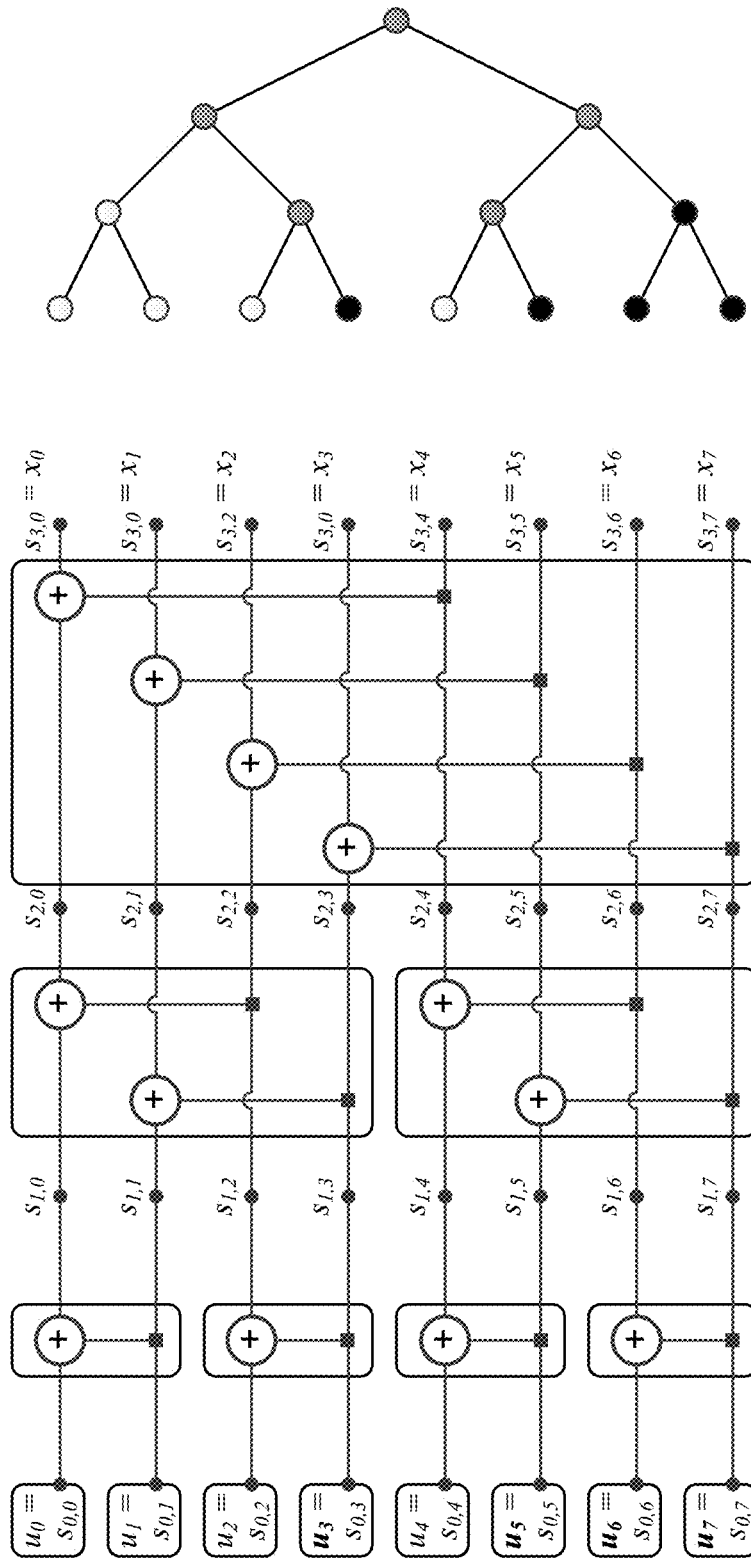 u0 =
s0,0
+
s1,0
+
s2,0
+
s3,0 = x0
u1 =
s0,1
s1,1
+
s2,1
+
s3,0 = x1
u2 =
s0,2
+
s1,2
s2,2
+
s3,2 = x2
u3 =
s0,3
s1,3
s2,3
+
s3,0 = x3
u4 =
s0,4
+
s1,4
+
s2,4
s3,4 = x4
u5 =
s0,5
s1,5
+
s2,5
s3,5 = x5
u6 =
s0,6
+
s1,6
s2,6
s3,6 = x6
u7 =
s0,7
s1,7
s2,7
s3,7 = x7